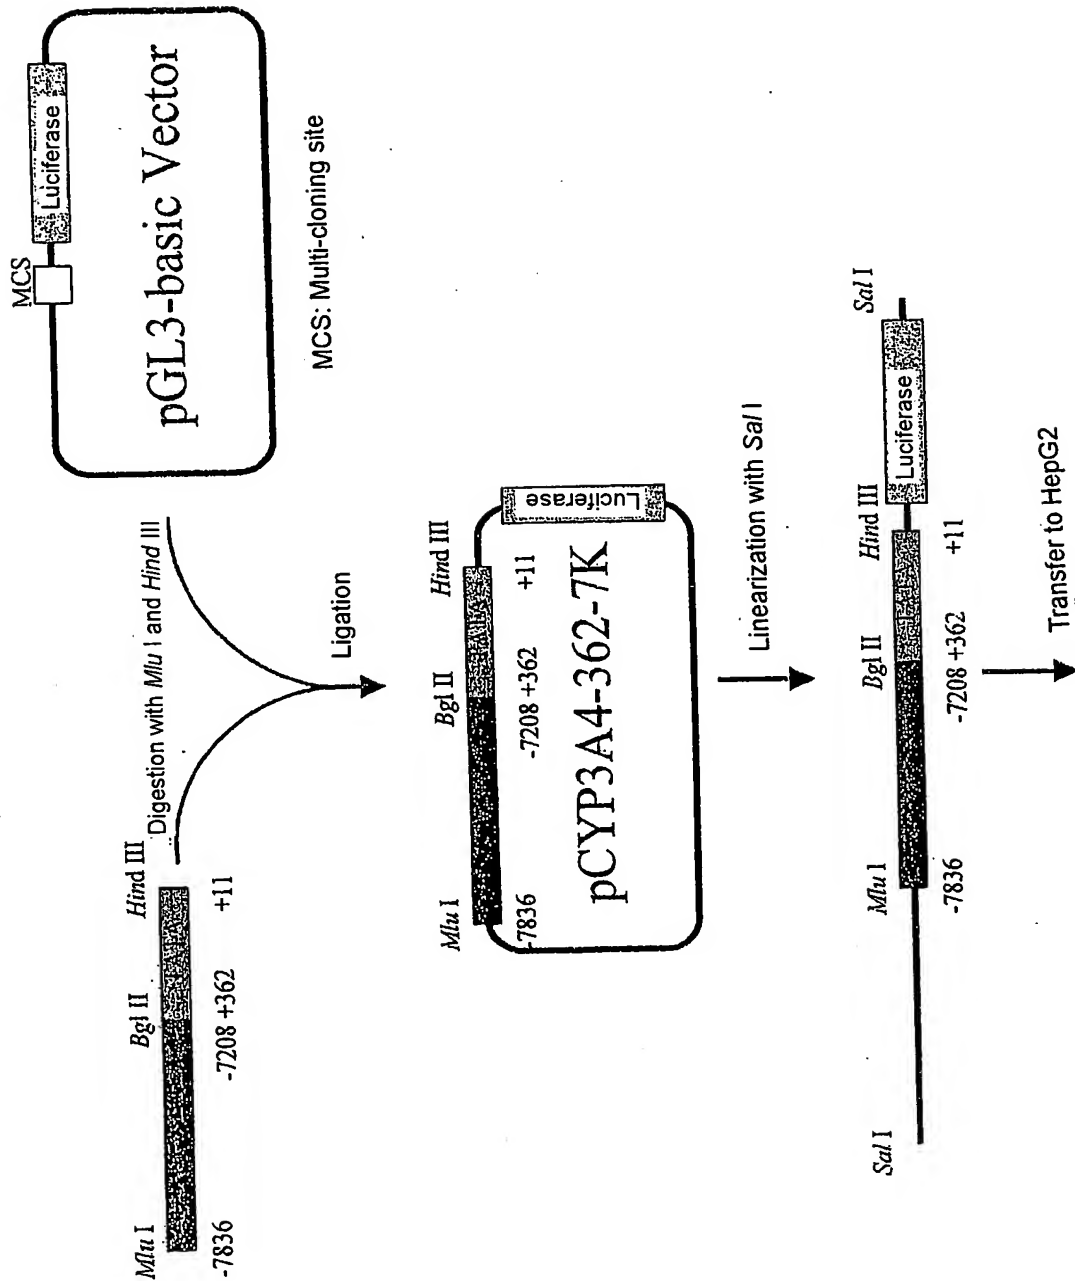 Mlu I
Bgl II
Hind III
-7836
-7208 +362
+11
MCS
Luciferase
pGL3-basic Vector
MCS: Multi-cloning site
Digestion with Mlu I and Hind III
Ligation
Mlu I
Bgl II
Hind III
-7836
-7208 +362
+11
Luciferase
pCYP3A4-362-7K
Linearization with Sal I
Sal I
Mlu I
Bgl II
Hind III
Luciferase
Sal I
-7836
-7208 +362
+11
Transfer to HepG2